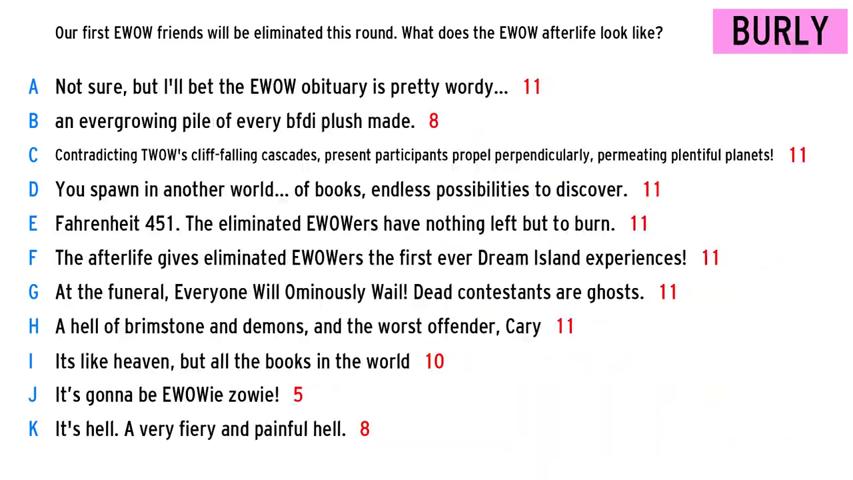 Our first EWOW friends will be eliminated this round. What does the EWOW afterlife look like?
BURLY
A Not sure, but I'll bet the EWOW obituary is pretty wordy... 11
B an evergrowing pile of every bfdi plush made. 8
C Contradicting TWOW's cliff-falling cascades, present participants propel perpendicularly, permeating plentiful planets! 11
D You spawn in another world... of books, endless possibilities to discover. 11
E Fahrenheit 451. The eliminated EWOWers have nothing left but to burn. 11
F The afterlife gives eliminated EWOWers the first ever Dream Island experiences! 11
G At the funeral, Everyone Will Ominously Wail! Dead contestants are ghosts. 11
H A hell of brimstone and demons, and the worst offender, Cary 11
I Its like heaven, but all the books in the world 10
J It's gonna be EWOWie zowie! 5
K It's hell. A very fiery and painful hell. 8